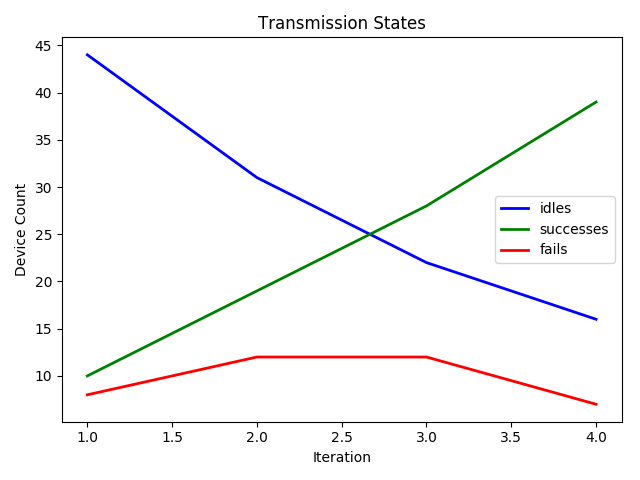 Transmission States
Device Count
45
40
35
30
25
20
15
10
idles
successes
fails
1.0 1.5 2.0 2.5 3.0 3.5 4.0
Iteration